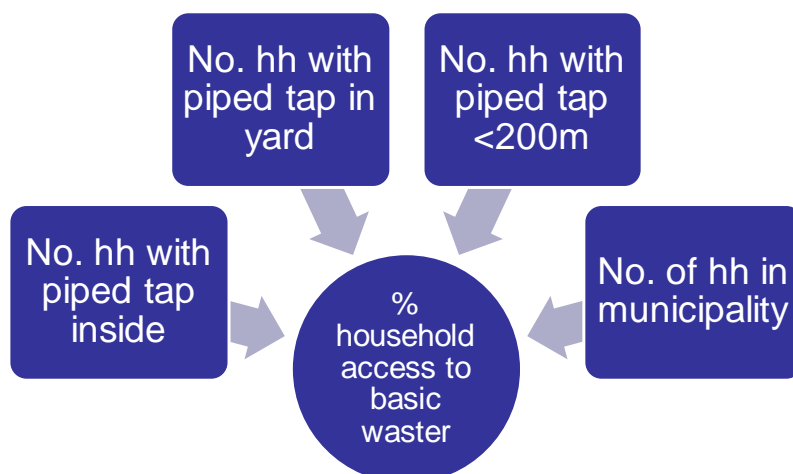 No. hh with
piped tap in
yard
No. hh with
piped tap
<200m
No. hh with
piped tap
inside
No. of hh in
municipality
%
household
access to
basic
waster